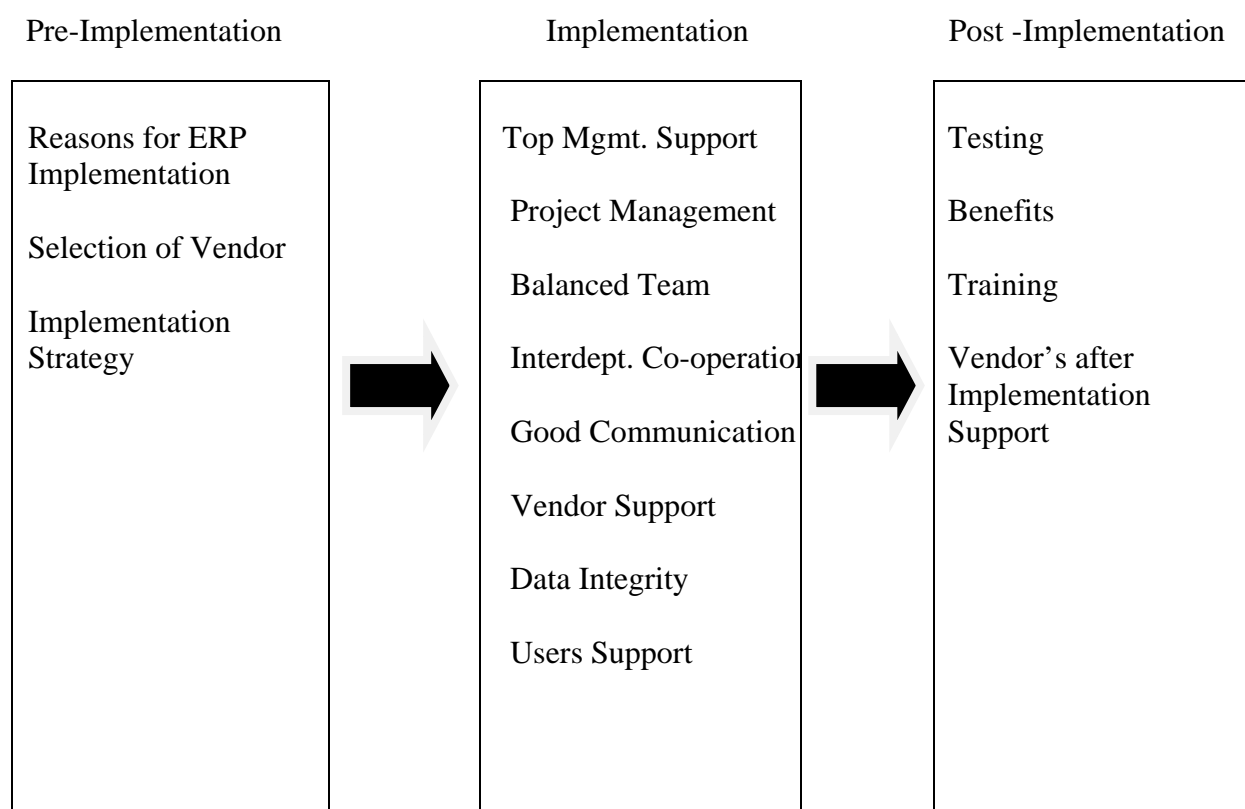 Pre-Implementation
Implementation
Post -Implementation
Reasons for ERP
Implementation
Selection of Vendor
Implementation
Strategy
Top Mgmt. Support
Project Management
Balanced Team
Interdept. Co-operation
Good Communication
Vendor Support
Data Integrity
Users Support
Testing
Benefits
Training
Vendor’s after
Implementation
Support